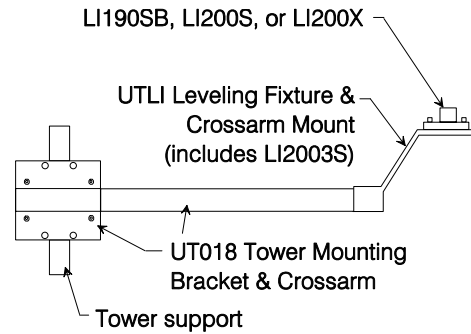 LI190SB, LI200S, or LI200X
UTLI Leveling Fixture &
Crossarm Mount
(includes LI2003S)
UT018 Tower Mounting
Bracket & Crossarm
Tower support